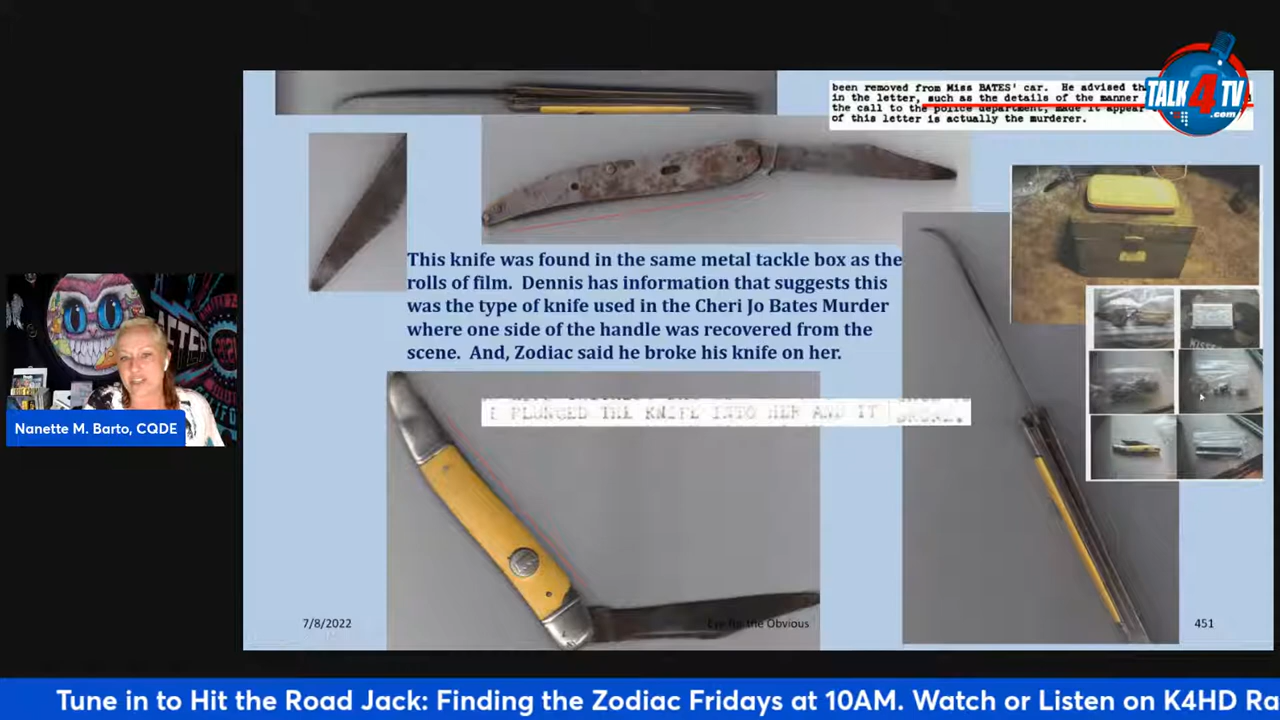 TALK 4 TV
.com
been removed from Miss BATES' car. He advised
in the letter, such as the details of the manner
the call to the police department, made it appear
of this letter is actually the murderer.
This knife was found in the same metal tackle box as the
rolls of film. Dennis has information that suggests this
was the type of knife used in the Cheri Jo Bates Murder
where one side of the handle was recovered from the
scene. And, Zodiac said he broke his knife on her.
I PLUNGED THE KNIFE INTO HER AND IT BROKE.
Nanette M. Barto, CQDE
7/8/2022
Eye for the Obvious
451
Tune in to Hit the Road Jack: Finding the Zodiac Fridays at 10AM. Watch or Listen on K4HD Ra